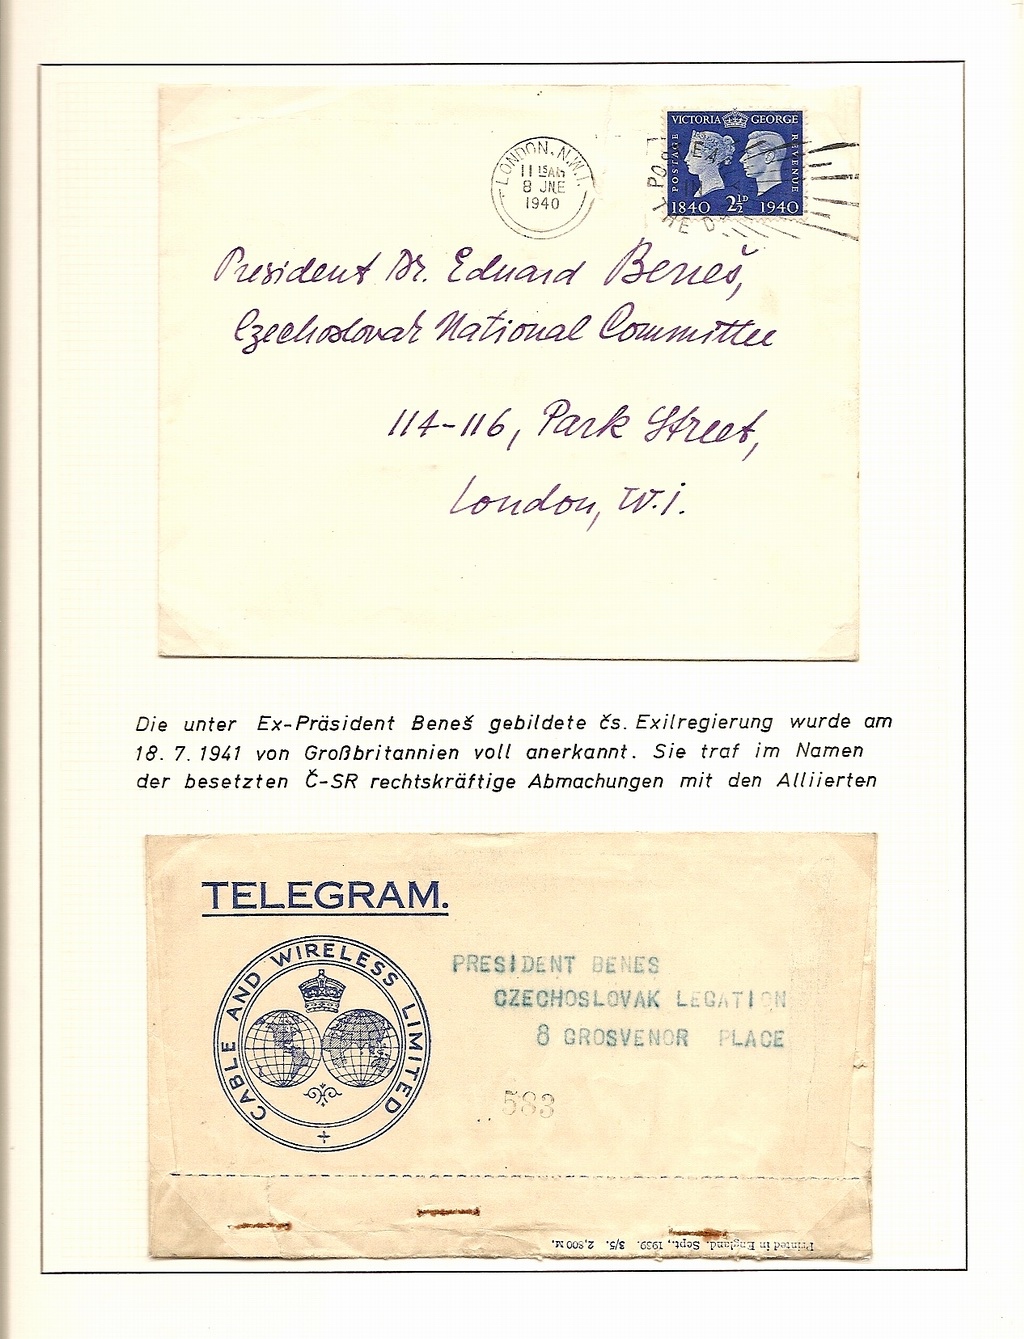 VICTORIA GEORGE
POSTAGE REVENUE
1840 2½D 1940
LONDON. N.W.1.
11 15 AM
8 JNE
1940
POST EA
THE D
President Dr. Eduard Beneš,
Czechoslovak National Committee
114-116, Park Street,
London, W.1.
Die unter Ex-Präsident Beneš gebildete čs. Exilregierung wurde am
18. 7. 1941 von Großbritannien voll anerkannt. Sie traf im Namen
der besetzten Č-SR rechtskräftige Abmachungen mit den Alliierten
TELEGRAM.
CABLE AND WIRELESS LIMITED
PRESIDENT BENES
CZECHOSLOVAK LEGATION
8 GROSVENOR PLACE
583
Printed in England. Sept., 1939. 3/5. 2,800 M.